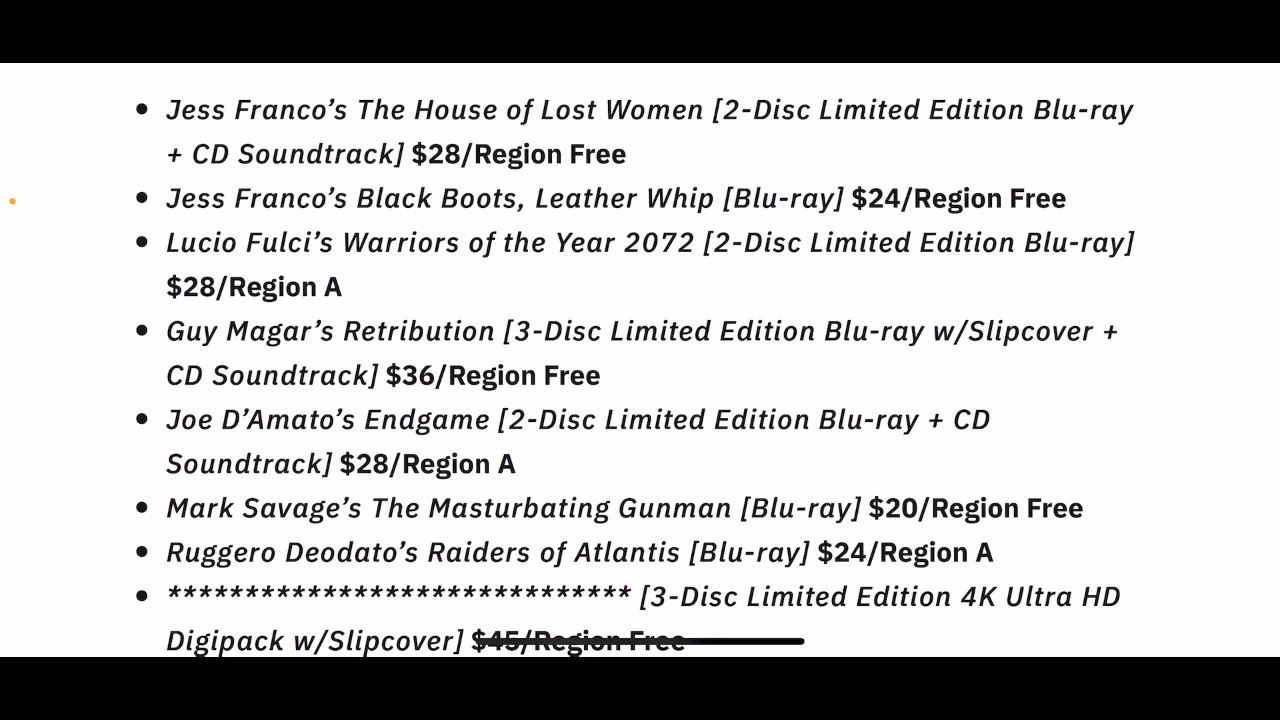 • Jess Franco’s The House of Lost Women [2-Disc Limited Edition Blu-ray
+ CD Soundtrack] $28/Region Free
• Jess Franco’s Black Boots, Leather Whip [Blu-ray] $24/Region Free
• Lucio Fulci’s Warriors of the Year 2072 [2-Disc Limited Edition Blu-ray]
$28/Region A
• Guy Magar’s Retribution [3-Disc Limited Edition Blu-ray w/Slipcover +
CD Soundtrack] $36/Region Free
• Joe D’Amato’s Endgame [2-Disc Limited Edition Blu-ray + CD
Soundtrack] $28/Region A
• Mark Savage’s The Masturbating Gunman [Blu-ray] $20/Region Free
• Ruggero Deodato’s Raiders of Atlantis [Blu-ray] $24/Region A
• ****************************** [3-Disc Limited Edition 4K Ultra HD
Digipack w/Slipcover] $45/Region Free